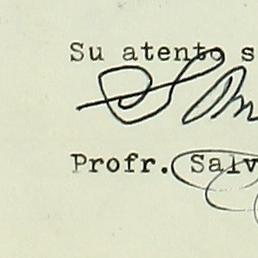 Su atento s
Profr. Salv